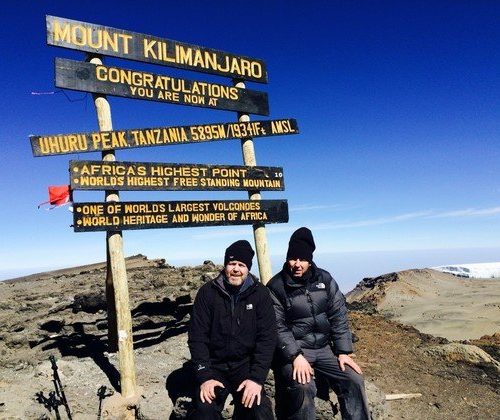 MOUNT KILIMANJARO
CONGRATULATIONS
YOU ARE NOW AT
UHURU PEAK, TANZANIA 5895M/19341Ft AMSL
• AFRICA'S HIGHEST POINT
• WORLD'S HIGHEST FREE STANDING MOUNTAIN
• ONE OF WORLD'S LARGEST VOLCANOES
• WORLD HERITAGE AND WONDER OF AFRICA